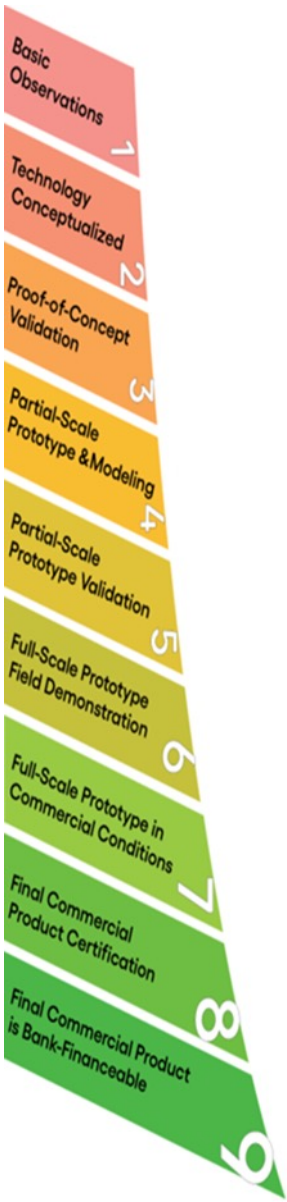 Basic
Observations
1
Technology
Conceptualized
2
Proof-of-Concept
Validation
3
Partial-Scale
Prototype & Modeling
4
Partial-Scale
Prototype Validation
5
Full-Scale Prototype
Field Demonstration
6
Full-Scale Prototype in
Commercial Conditions
7
Final Commercial
Product Certification
8
Final Commercial Product
is Bank-Financeable
9